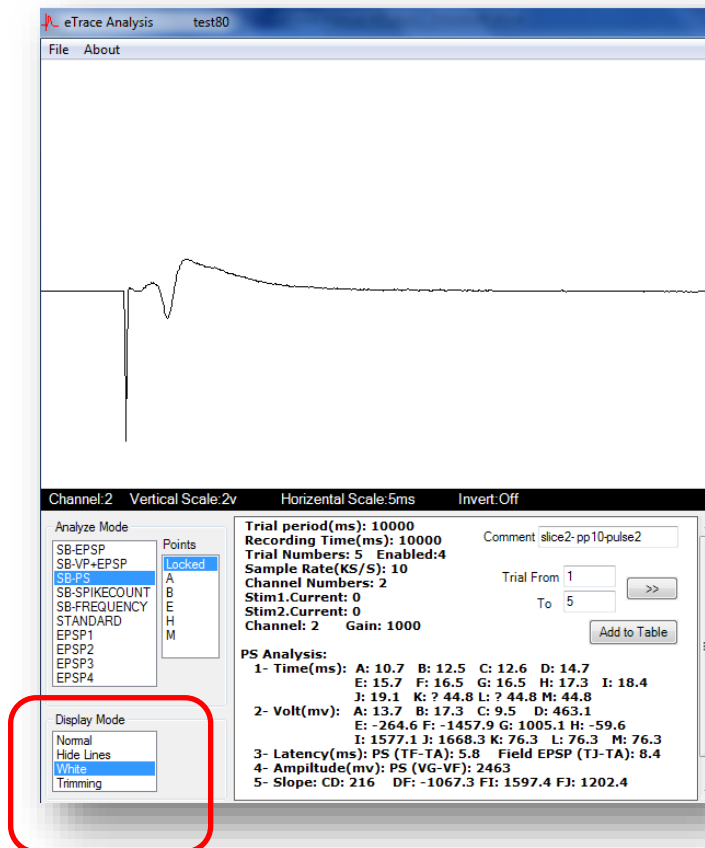 eTrace Analysis test80
File About
Channel:2 Vertical Scale:2v Horizental Scale:5ms Invert:Off
Analyze Mode
SB-EPSP
SB-VP+EPSP
SB-PS
SB-SPIKECOUNT
SB-FREQUENCY
STANDARD
EPSP1
EPSP2
EPSP3
EPSP4
Points
Locked
A
B
E
H
M
Display Mode
Normal
Hide Lines
White
Trimming
Trial period(ms): 10000
Recording Time(ms): 10000
Trial Numbers: 5 Enabled:4
Sample Rate(KS/S): 10
Channel Numbers: 2
Stim1.Current: 0
Stim2.Current: 0
Channel: 2 Gain: 1000
Comment slice2- pp10-pulse2
Trial From 1
To 5
>>
Add to Table
PS Analysis:
1- Time(ms): A: 10.7 B: 12.5 C: 12.6 D: 14.7
E: 15.7 F: 16.5 G: 16.5 H: 17.3 I: 18.4
J: 19.1 K: ? 44.8 L: ? 44.8 M: 44.8
2- Volt(mv): A: 13.7 B: 17.3 C: 9.5 D: 463.1
E: -264.6 F: -1457.9 G: 1005.1 H: -59.6
I: 1577.1 J: 1668.3 K: 76.3 L: 76.3 M: 76.3
3- Latency(ms): PS (TF-TA): 5.8 Field EPSP (TJ-TA): 8.4
4- Ampiltude(mv): PS (VG-VF): 2463
5- Slope: CD: 216 DF: -1067.3 FI: 1597.4 FJ: 1202.4